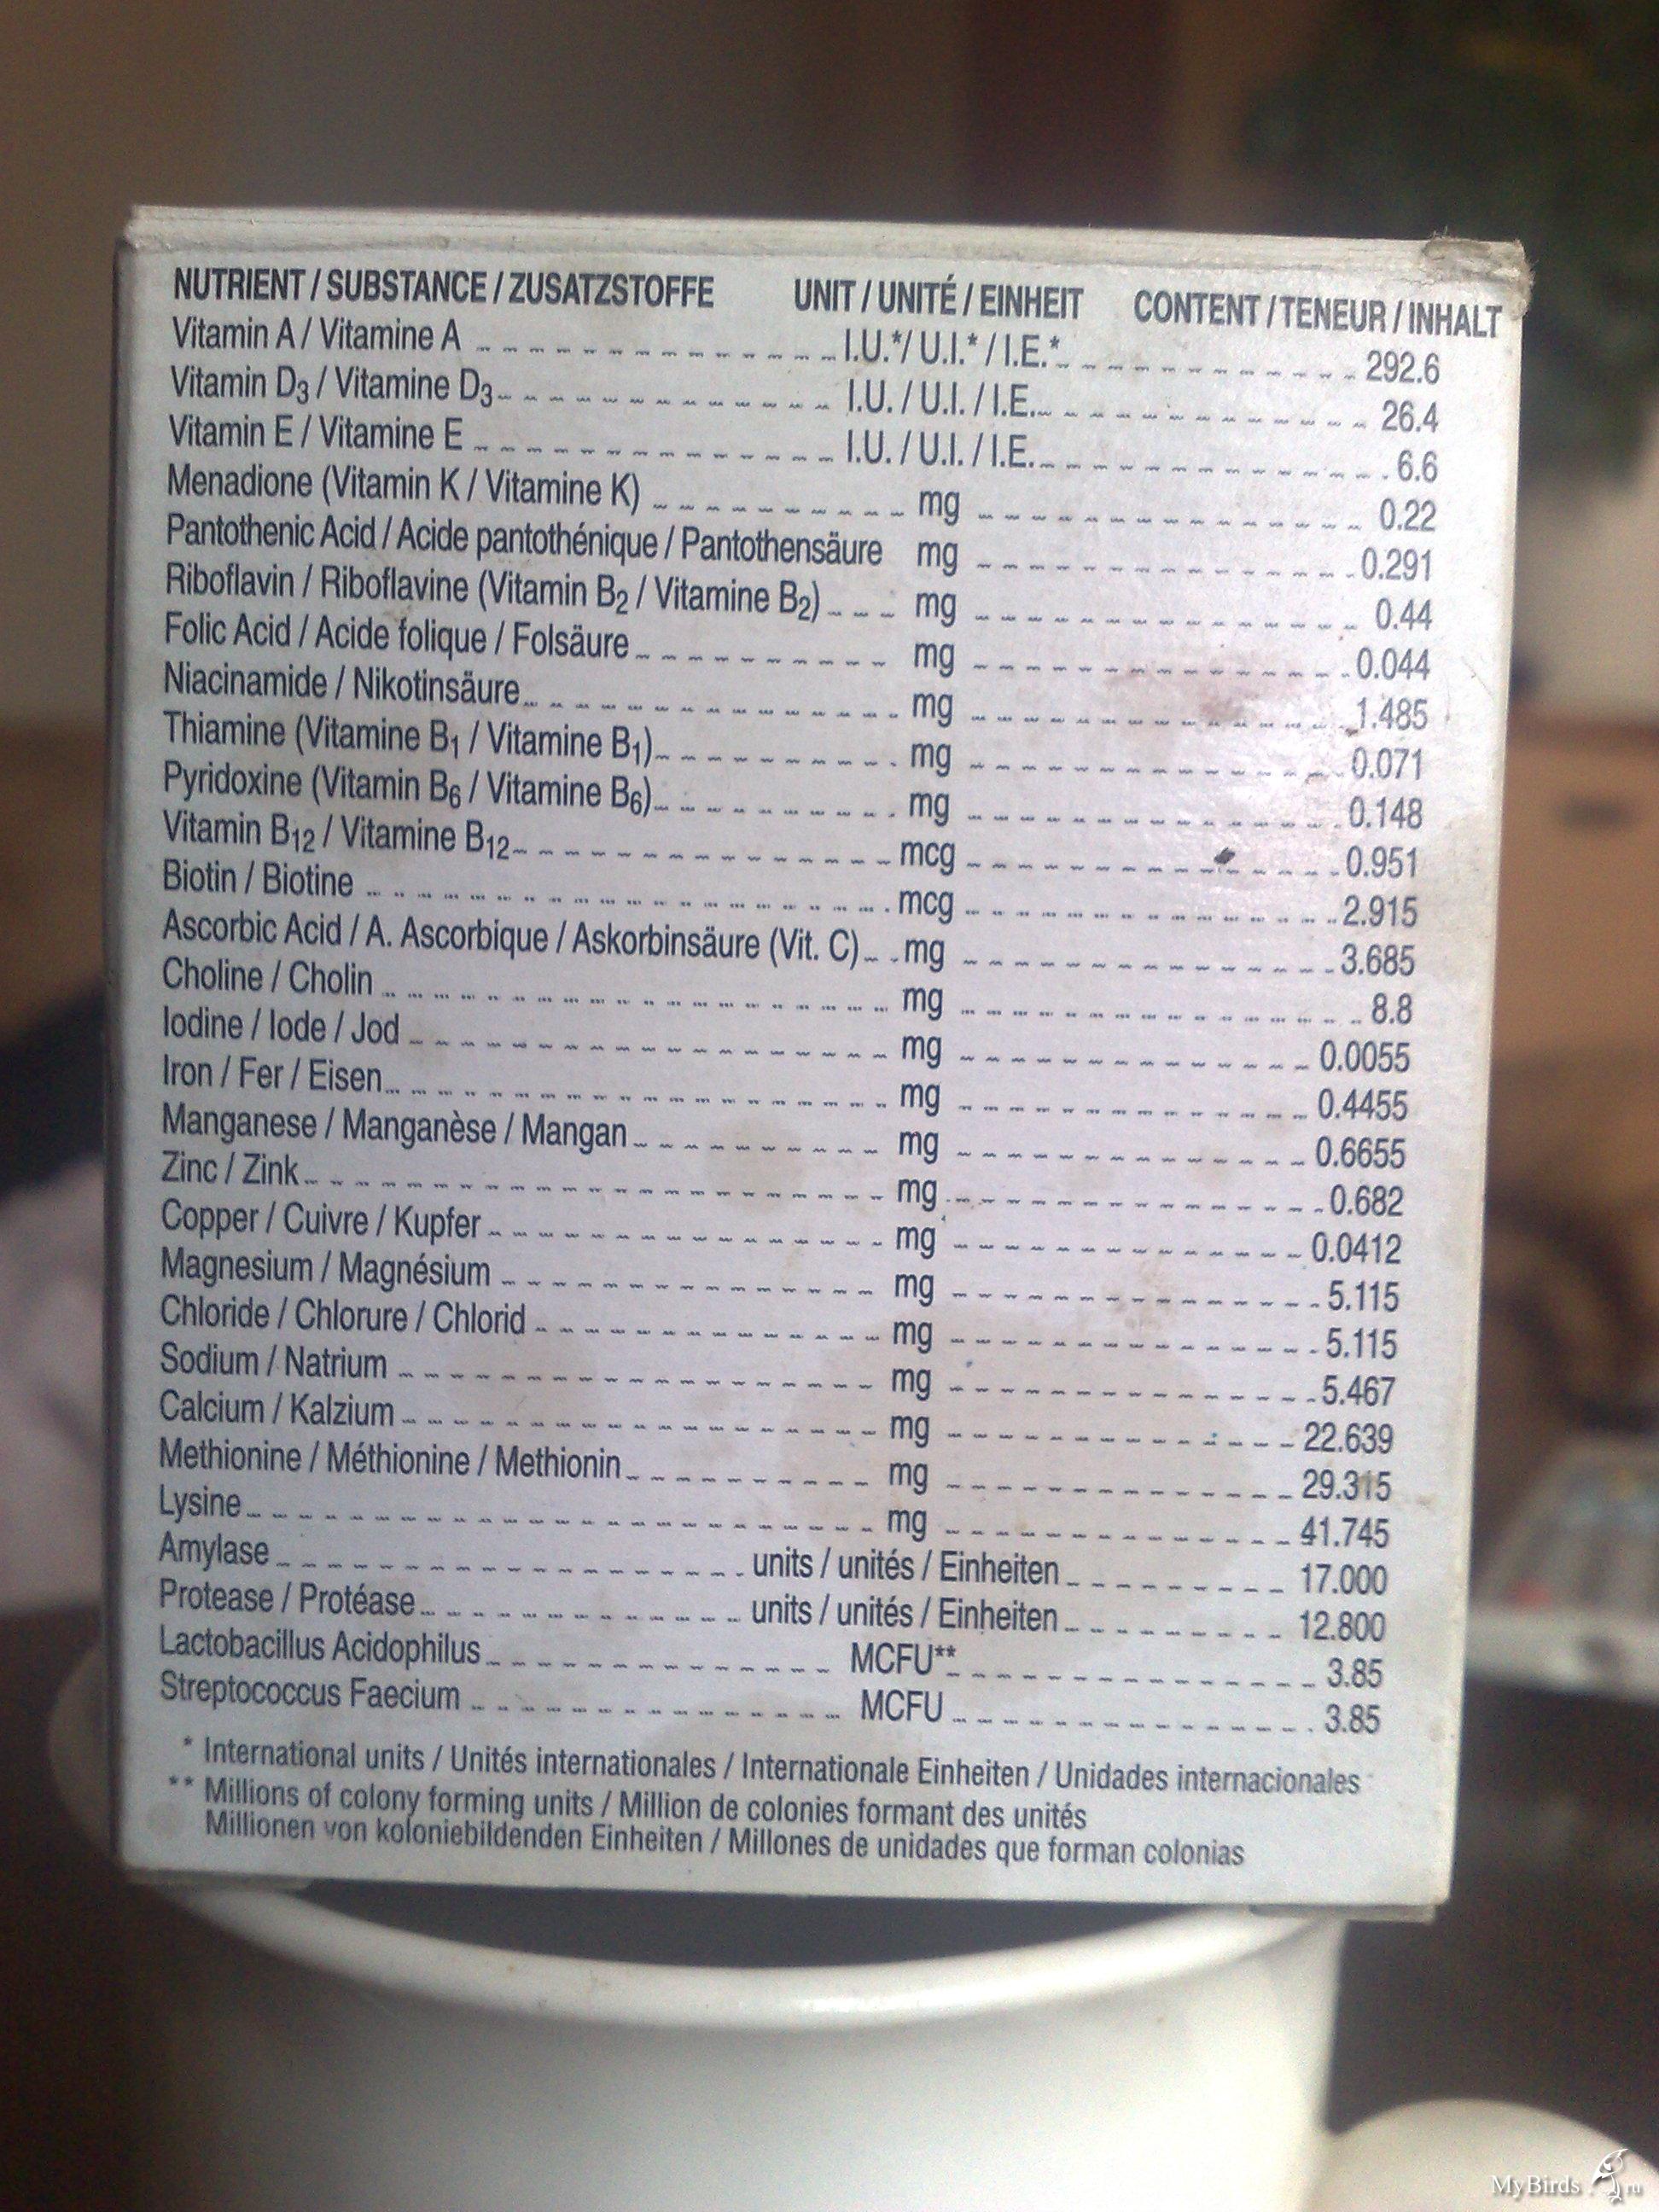 NUTRIENT / SUBSTANCE / ZUSATZSTOFFE UNIT / UNITÉ / EINHEIT CONTENT / TENEUR / INHALT
Vitamin A / Vitamine A I.U.*/ U.I.* / I.E.* 292.6
Vitamin D3 / Vitamine D3 I.U. / U.I. / I.E. 26.4
Vitamin E / Vitamine E I.U. / U.I. / I.E. 6.6
Menadione (Vitamin K / Vitamine K) mg 0.22
Pantothenic Acid / Acide pantothénique / Pantothensäure mg 0.291
Riboflavin / Riboflavine (Vitamin B2 / Vitamine B2) mg 0.44
Folic Acid / Acide folique / Folsäure mg 0.044
Niacinamide / Nikotinsäure mg 1.485
Thiamine (Vitamine B1 / Vitamine B1) mg 0.071
Pyridoxine (Vitamin B6 / Vitamine B6) mg 0.148
Vitamin B12 / Vitamine B12 mcg 0.951
Biotin / Biotine mcg 2.915
Ascorbic Acid / A. Ascorbique / Askorbinsäure (Vit. C) mg 3.685
Choline / Cholin mg 8.8
Iodine / Iode / Jod mg 0.0055
Iron / Fer / Eisen mg 0.4455
Manganese / Manganèse / Mangan mg 0.6655
Zinc / Zink mg 0.682
Copper / Cuivre / Kupfer mg 0.0412
Magnesium / Magnésium mg 5.115
Chloride / Chlorure / Chlorid mg 5.115
Sodium / Natrium mg 5.467
Calcium / Kalzium mg 22.639
Methionine / Méthionine / Methionin mg 29.315
Lysine mg 41.745
Amylase units / unités / Einheiten 17.000
Protease / Protéase units / unités / Einheiten 12.800
Lactobacillus Acidophilus MCFU** 3.85
Streptococcus Faecium MCFU 3.85
* International units / Unités internationales / Internationale Einheiten / Unidades internacionales
** Millions of colony forming units / Million de colonies formant des unités
Millionen von koloniebildenden Einheiten / Millones de unidades que forman colonias
MyBirds.ru